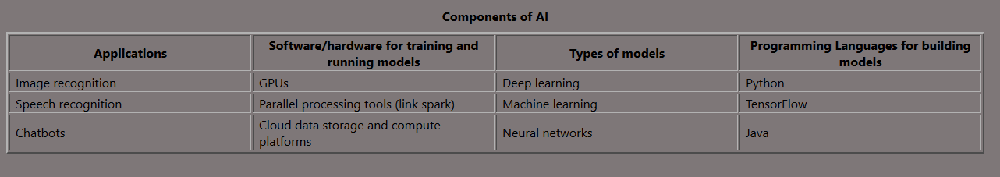 Components of AI
Applications
Software/hardware for training and
running models
Types of models
Programming Languages for building
models
Image recognition
GPUs
Deep learning
Python
Speech recognition
Parallel processing tools (link spark)
Machine learning
TensorFlow
Chatbots
Cloud data storage and compute
platforms
Neural networks
Java